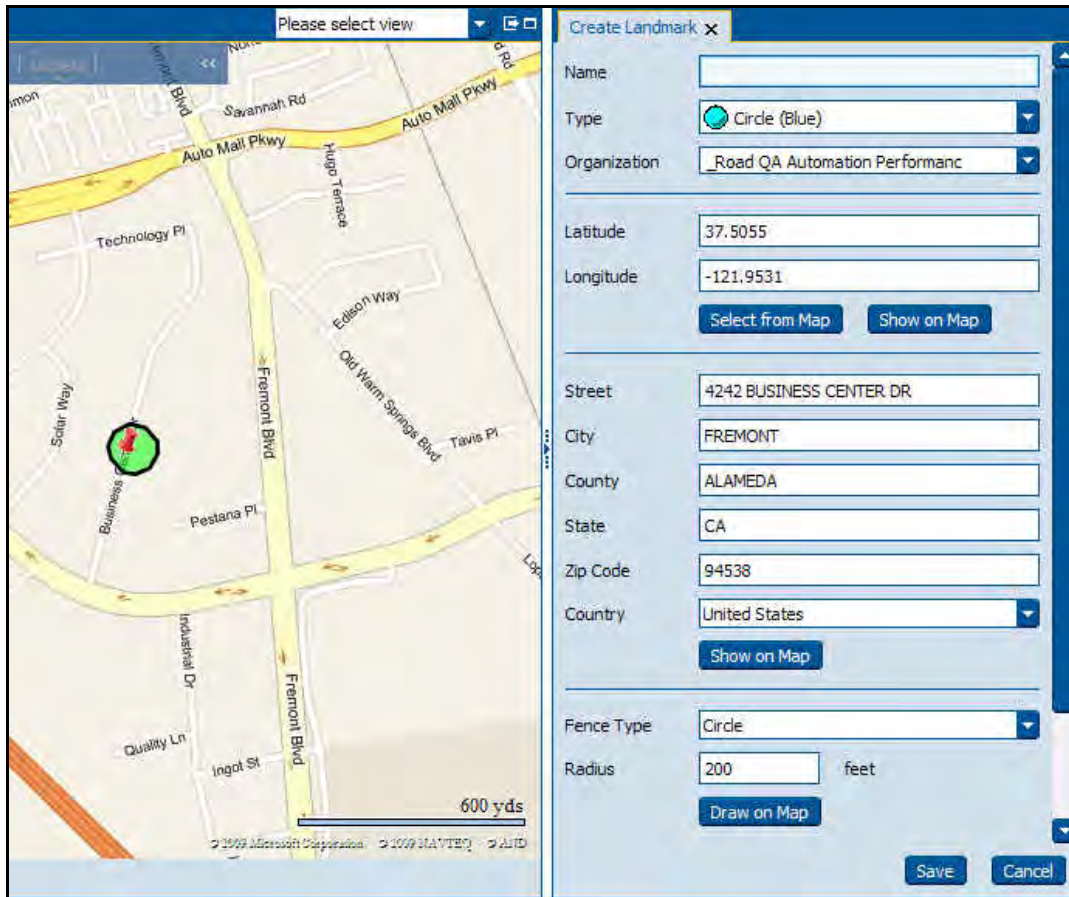 Please select view
Create Landmark
Name
Type
Circle (Blue)
Organization
_Road QA Automation Performanc
Latitude
37.5055
Longitude
-121.9531
Select from Map
Show on Map
Street
4242 BUSINESS CENTER DR
City
FREMONT
County
ALAMEDA
State
CA
Zip Code
94538
Country
United States
Show on Map
Fence Type
Circle
Radius
200
feet
Draw on Map
Save
Cancel
<<
Blvd
Rd
Savannah Rd
Auto Mall Pkwy
Auto Mall Pkwy
Hugo Terrace
Technology Pl
Edison Way
Old Warm Springs Blvd
Solar Way
Fremont Blvd
Tavis Pl
Business
Pestana Pl
Industrial Dr
Fremont Blvd
Quality Ln
Ingot St
600 yds
© 2009 Microsoft Corporation © 2009 NAVTEQ © AND